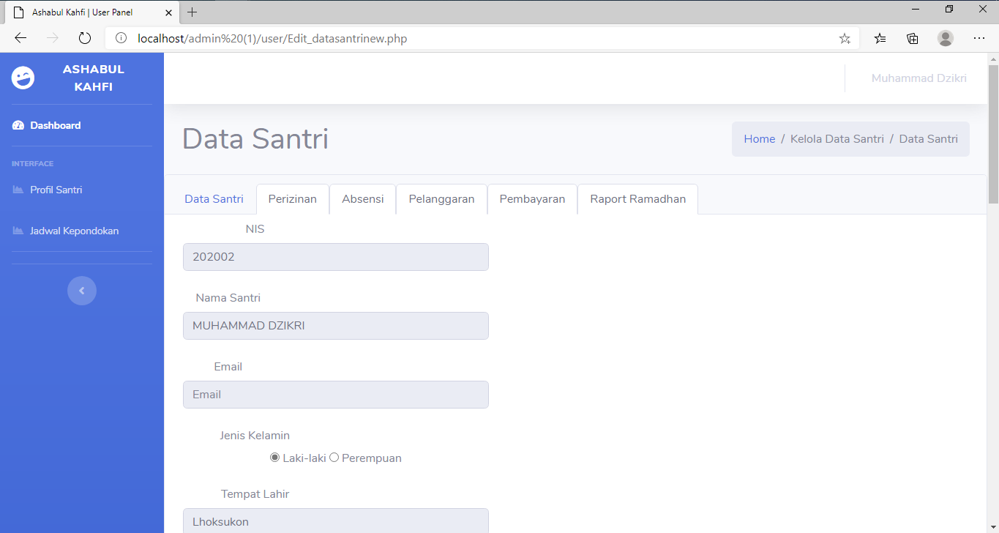 Ashabul Kahfi | User Panel
localhost/admin%20(1)/user/Edit_datasantrinew.php
ASHABUL
KAHFI
Muhammad Dzikri
Dashboard
INTERFACE
Profil Santri
Jadwal Kepondokan
Data Santri
Home / Kelola Data Santri / Data Santri
Data Santri Perizinan Absensi Pelanggaran Pembayaran Raport Ramadhan
NIS
202002
Nama Santri
MUHAMMAD DZIKRI
Email
Email
Jenis Kelamin
Laki-laki Perempuan
Tempat Lahir
Lhoksukon